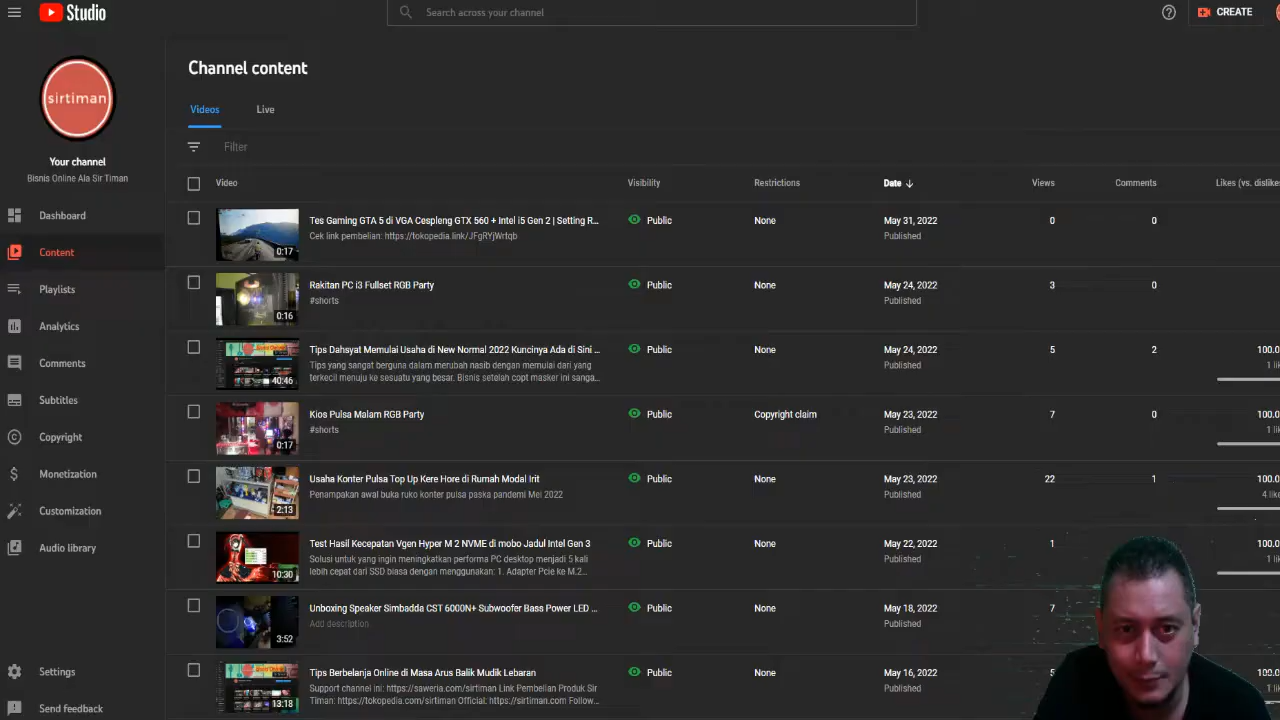 Studio
Search across your channel
CREATE
sirtiman
Your channel
Bisnis Online Ala Sir Timan
Dashboard
Content
Playlists
Analytics
Comments
Subtitles
Copyright
Monetization
Customization
Audio library
Settings
Send feedback
Channel content
Videos Live
Filter
Video Visibility Restrictions Date Views Comments Likes (vs. dislikes
Tes Gaming GTA 5 di VGA Cespleng GTX 560 + Intel i5 Gen 2 | Setting R... Public None May 31, 2022 0 0
Cek link pembelian: https://tokopedia.link/JFgRYjWrtqb Published
0:17
Rakitan PC i3 Fullset RGB Party Public None May 24, 2022 3 0
#shorts Published
0:16
Tips Dahsyat Memulai Usaha di New Normal 2022 Kuncinya Ada di Sini ... Public None May 24, 2022 5 2 100.0
Tips yang sangat berguna dalam merubah nasib dengan memulai dari yang Published 1 li
terkecil menuju ke sesuatu yang besar. Bisnis setelah copt masker ini sanga...
40:46
Kios Pulsa Malam RGB Party Public Copyright claim May 23, 2022 7 0 100.0
#shorts Published 1 li
0:17
Usaha Konter Pulsa Top Up Kere Hore di Rumah Modal Irit Public None May 23, 2022 22 1 100.0
Penampakan awal buka ruko konter pulsa paska pandemi Mei 2022 Published 4 like
2:13
Test Hasil Kecepatan Vgen Hyper M 2 NVME di mobo Jadul Intel Gen 3 Public None May 22, 2022 1 100.0
Solusi untuk yang ingin meningkatkan performa PC desktop menjadi 5 kali Published
lebih cepat dari SSD biasa dengan menggunakan: 1. Adapter Pcie ke M.2...
10:30
Unboxing Speaker Simbadda CST 6000N+ Subwoofer Bass Power LED ... Public None May 18, 2022 7
Add description Published
3:52
Tips Berbelanja Online di Masa Arus Balik Mudik Lebaran Public None May 16, 2022
Support channel ini: https://saweria.com/sirtiman Link Pembelian Produk Sir Published
Timan: https://tokopedia.com/sirtiman Official: https://sirtiman.com Follow...
13:18